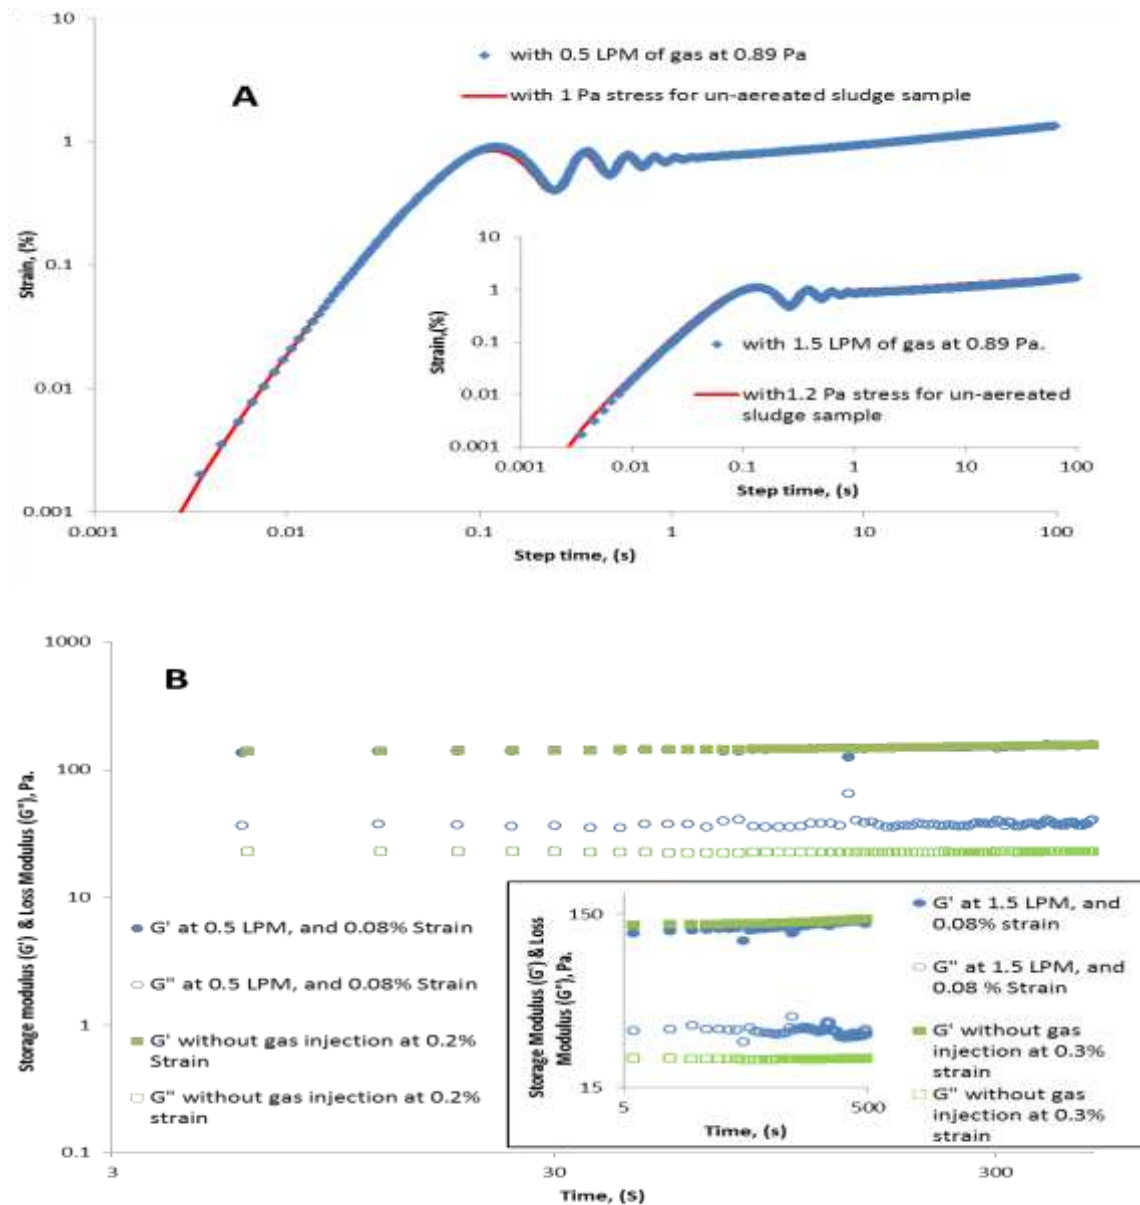 10
with 0.5 LPM of gas at 0.89 Pa
A
with 1 Pa stress for un-aereated sludge sample
1
0.1
0.01
0.001
Strain, (%)
0.001
0.01
0.1
1
10
100
Step time, (s)
10
1
0.1
0.01
0.001
Strain,(%)
with 1.5 LPM of gas at 0.89 Pa.
with1.2 Pa stress for un-aereated
sludge sample
0.001
0.01
0.1
1
10
100
Step time, (s)
1000
B
100
10
1
0.1
Storage modulus (G') & Loss Modulus (G"), Pa.
G' at 0.5 LPM, and 0.08% Strain
G" at 0.5 LPM, and 0.08% Strain
G' without gas injection at 0.2%
Strain
G" without gas injection at 0.2%
strain
3
30
300
Time, (S)
150
15
Storage Modulus (G') & Loss
Modulus (G"), Pa.
5
500
Time, (s)
G' at 1.5 LPM, and
0.08% strain
G" at 1.5 LPM, and
0.08 % Strain
G' without gas
injection at 0.3%
strain
G" without gas
injection at 0.3%
strain